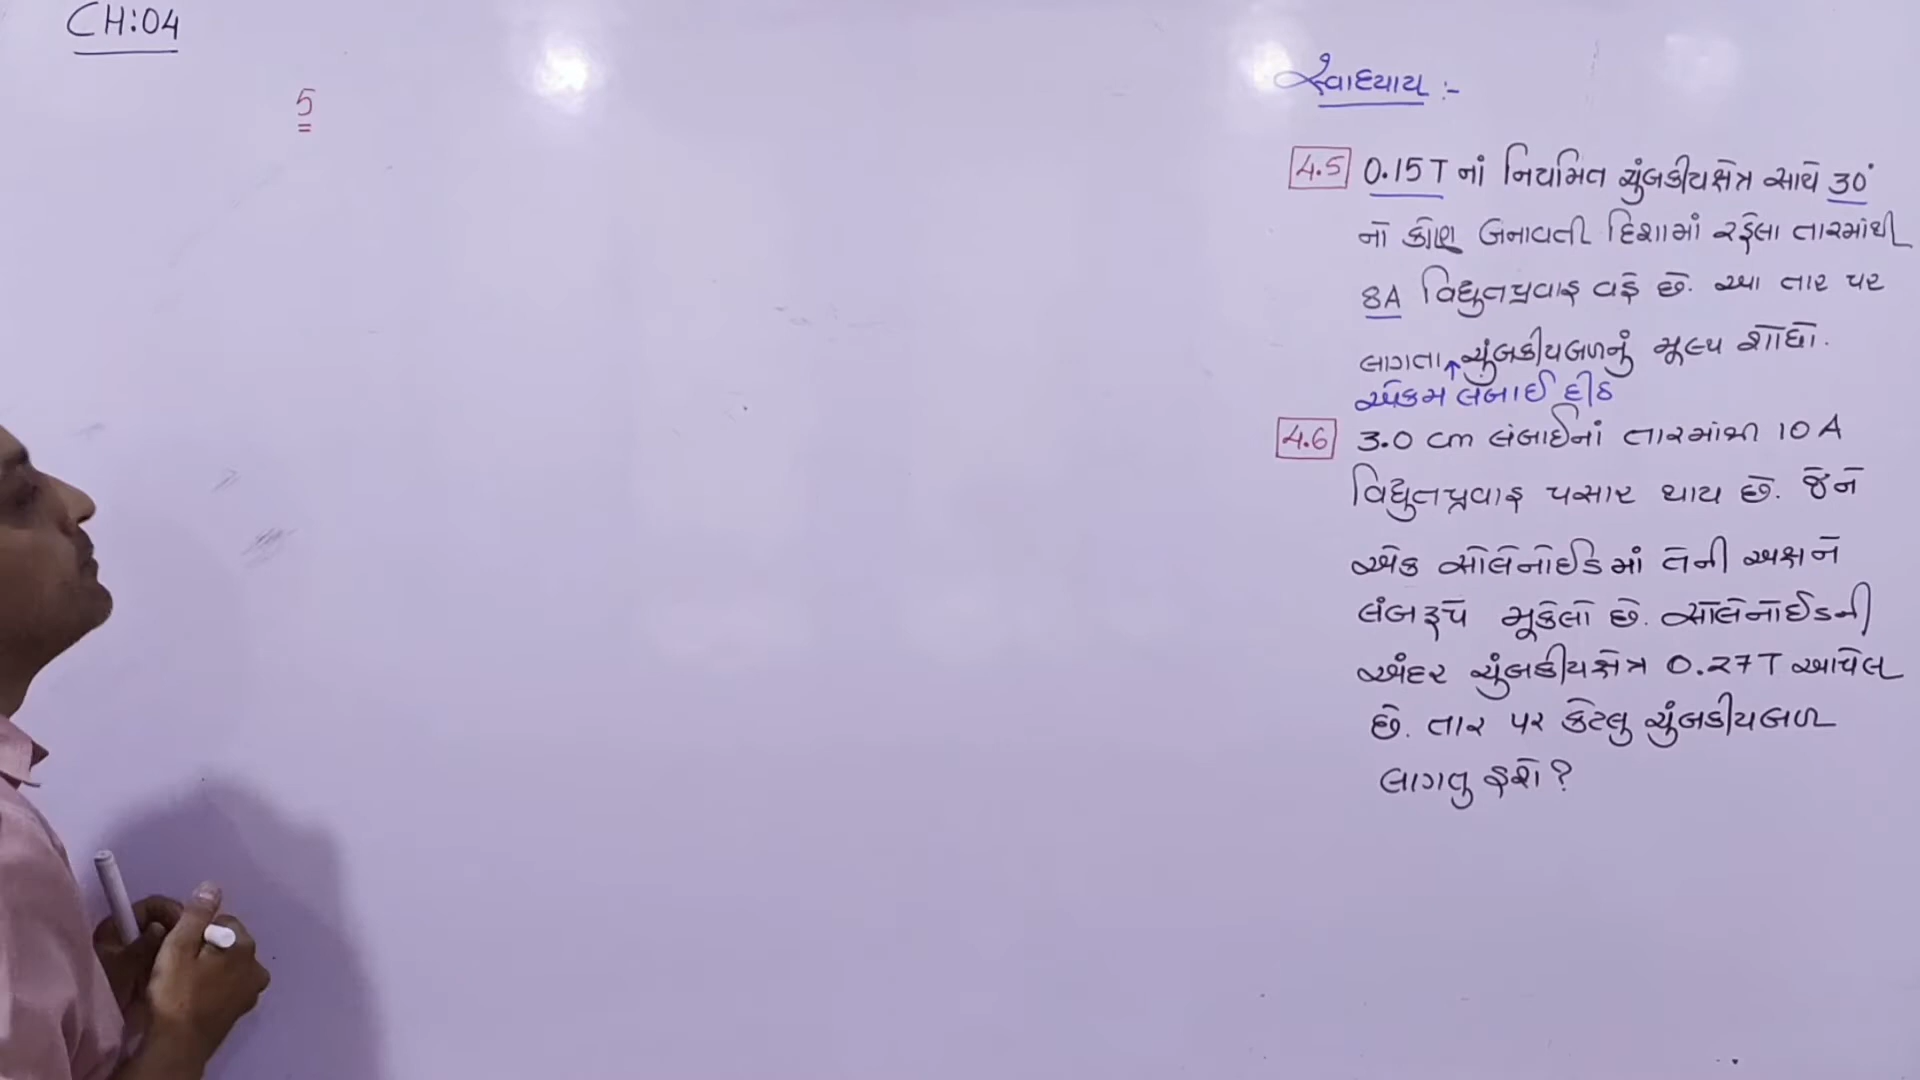 CH:04
5
સ્વાધ્યાય :-
4.5 0.15 T નાં નિયમિત ચુંબકીયક્ષેત્ર સાથે 30°
નો કોણ બનાવતી દિશામાં રહેલા તારમાંથી
8A વિદ્યુતપ્રવાહ વહે છે. આ તાર પર
લાગતા ↑ ચુંબકીયબળનું મૂલ્ય શોધો.
એકમ લંબાઈ દીઠ
4.6 3.0 cm લંબાઈનાં તારમાંથી 10 A
વિદ્યુતપ્રવાહ પસાર થાય છે. જેને
એક સોલેનોઈડમાં તેની અક્ષને
લંબરૂપે મૂકેલો છે. સોલેનોઈડની
અંદર ચુંબકીયક્ષેત્ર 0.27T આપેલ
છે. તાર પર કેટલુ ચુંબકીયબળ
લાગતુ હશે?